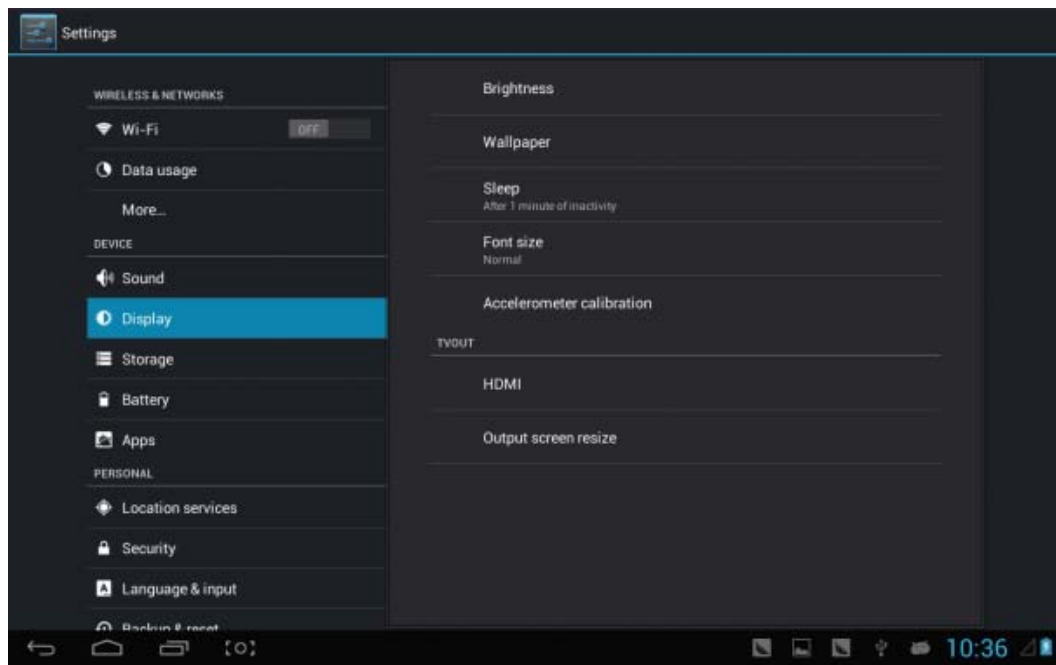 Settings
WIRELESS & NETWORKS
Wi-Fi OFF
Data usage
More...
DEVICE
Sound
Display
Storage
Battery
Apps
PERSONAL
Location services
Security
Language & input
Backup & reset
Brightness
Wallpaper
Sleep
After 1 minute of inactivity
Font size
Normal
Accelerometer calibration
TVOUT
HDMI
Output screen resize
10:36